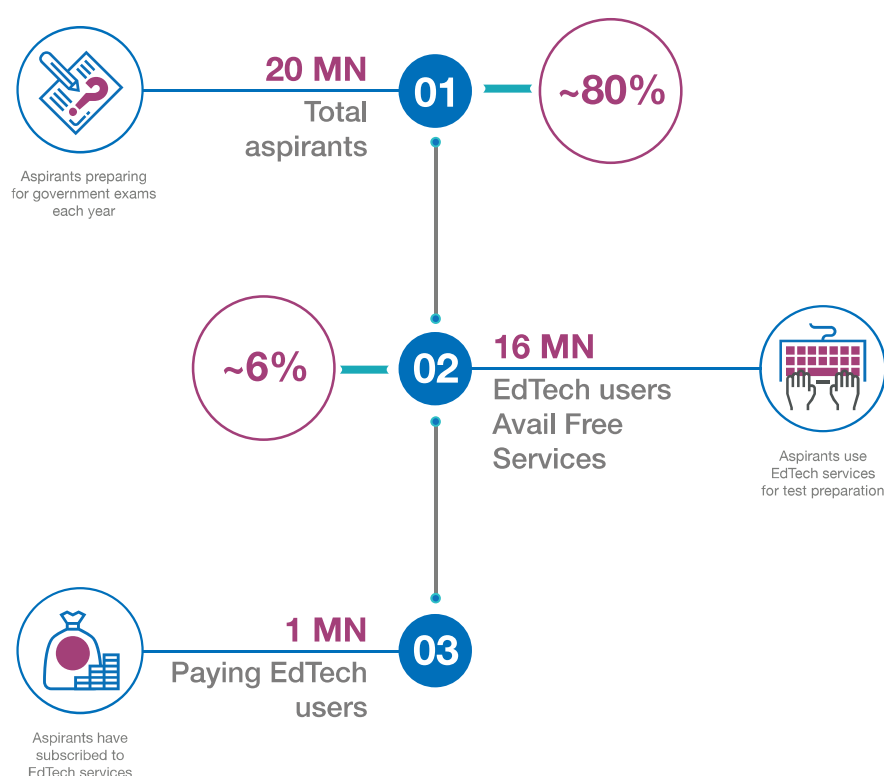 20 MN
Total
aspirants
01
~80%
Aspirants preparing
for government exams
each year
~6%
02
16 MN
EdTech users
Avail Free
Services
Aspirants use
EdTech services
for test preparation
1 MN
Paying EdTech
users
03
Aspirants have
subscribed to
EdTech services